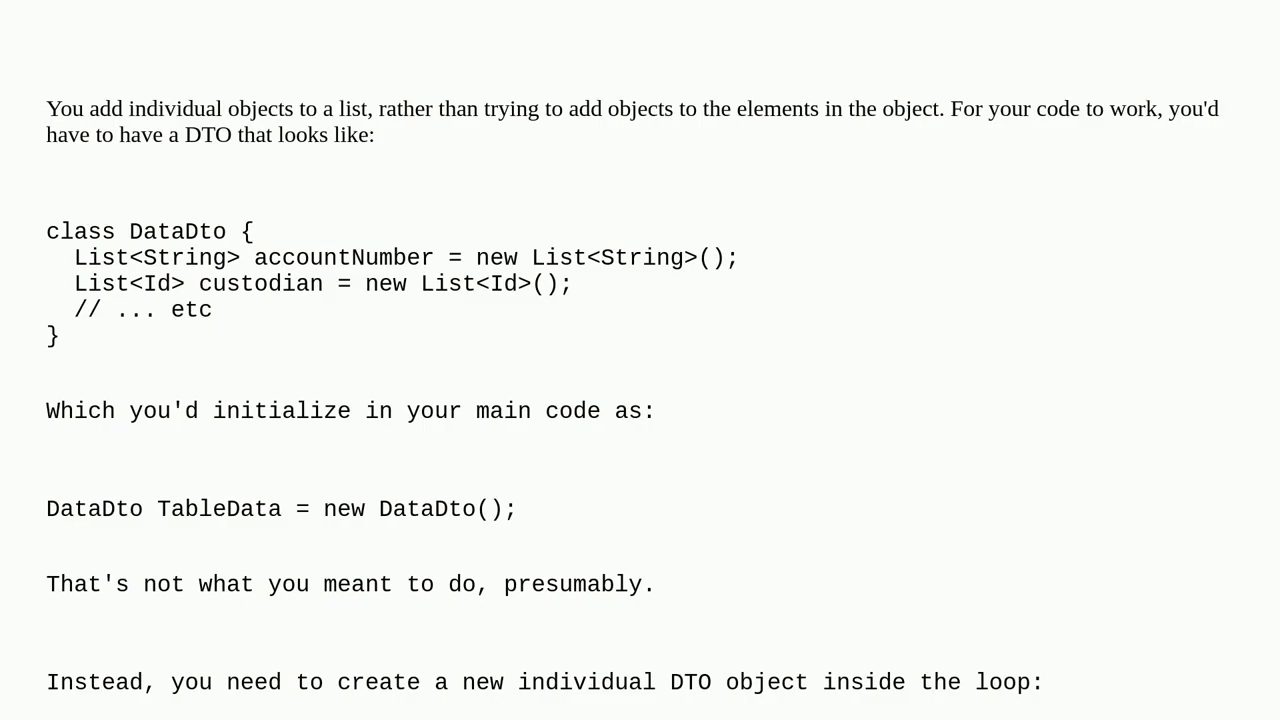 You add individual objects to a list, rather than trying to add objects to the elements in the object. For your code to work, you'd
have to have a DTO that looks like:
class DataDto {
  List<String> accountNumber = new List<String>();
  List<Id> custodian = new List<Id>();
  // ... etc
}
Which you'd initialize in your main code as:
DataDto TableData = new DataDto();
That's not what you meant to do, presumably.
Instead, you need to create a new individual DTO object inside the loop: